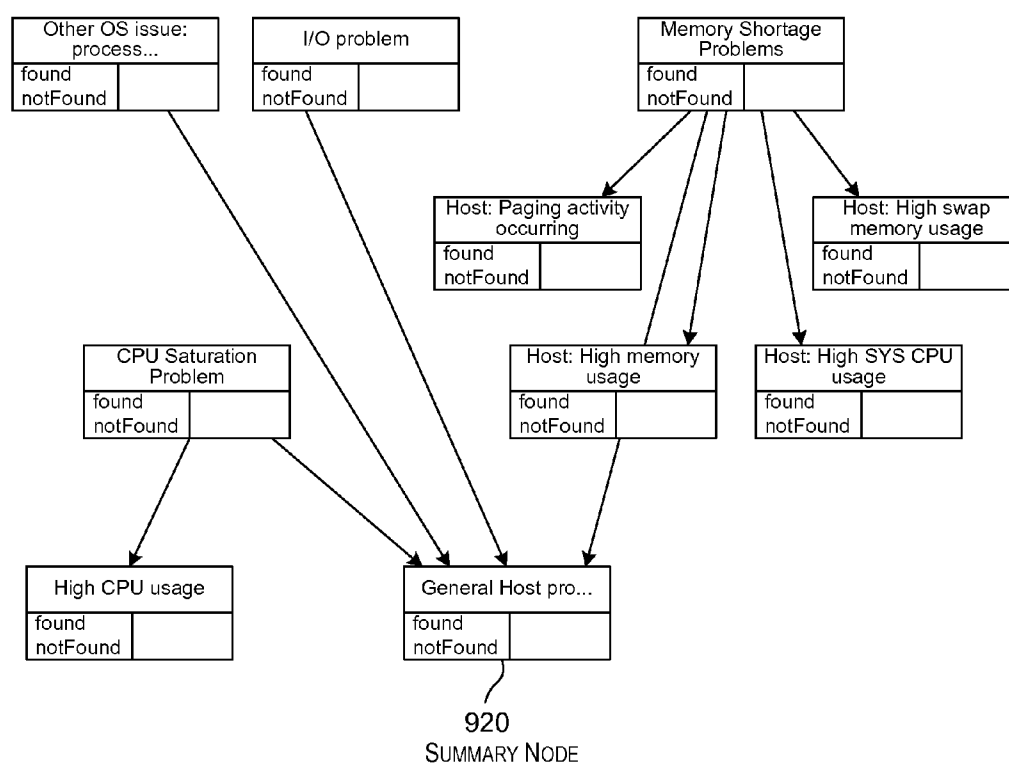 Other OS issue:
process...
found
notFound
I/O problem
found
notFound
Memory Shortage
Problems
found
notFound
Host: Paging activity
occurring
found
notFound
Host: High swap
memory usage
found
notFound
CPU Saturation
Problem
found
notFound
Host: High memory
usage
found
notFound
Host: High SYS CPU
usage
found
notFound
High CPU usage
found
notFound
General Host pro...
found
notFound
920
SUMMARY NODE